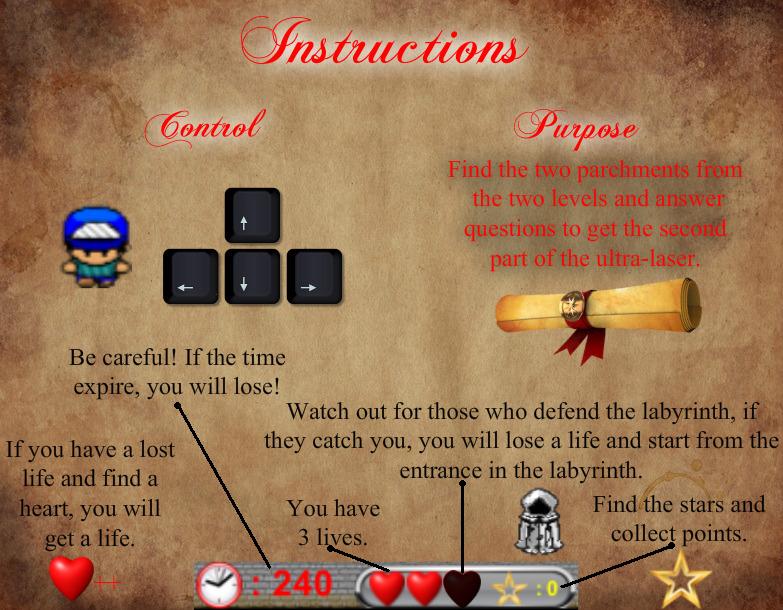 Instructions
Control
Purpose
Find the two parchments from
the two levels and answer
questions to get the second
part of the ultra-laser.
↑
← ↓ →
Be careful! If the time
expire, you will lose!
Watch out for those who defend the labyrinth, if
they catch you, you will lose a life and start from the
entrance in the labyrinth.
If you have a lost
life and find a
heart, you will
get a life.
You have
3 lives.
Find the stars and
collect points.
++
: 240
: 0